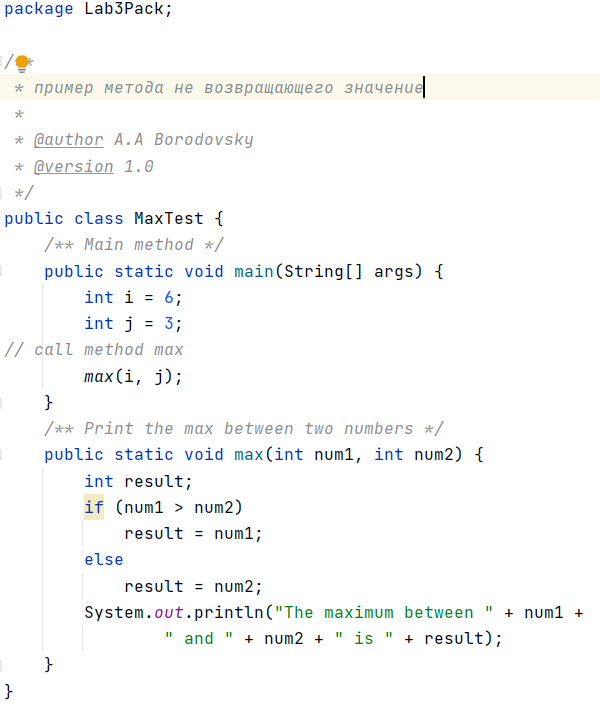 package Lab3Pack;
/**
* пример метода не возвращающего значение
*
* @author A.A Borodovsky
* @version 1.0
*/
public class MaxTest {
/** Main method */
public static void main(String[] args) {
int i = 6;
int j = 3;
// call method max
max(i, j);
}
/** Print the max between two numbers */
public static void max(int num1, int num2) {
int result;
if (num1 > num2)
result = num1;
else
result = num2;
System.out.println("The maximum between " + num1 +
" and " + num2 + " is " + result);
}
}